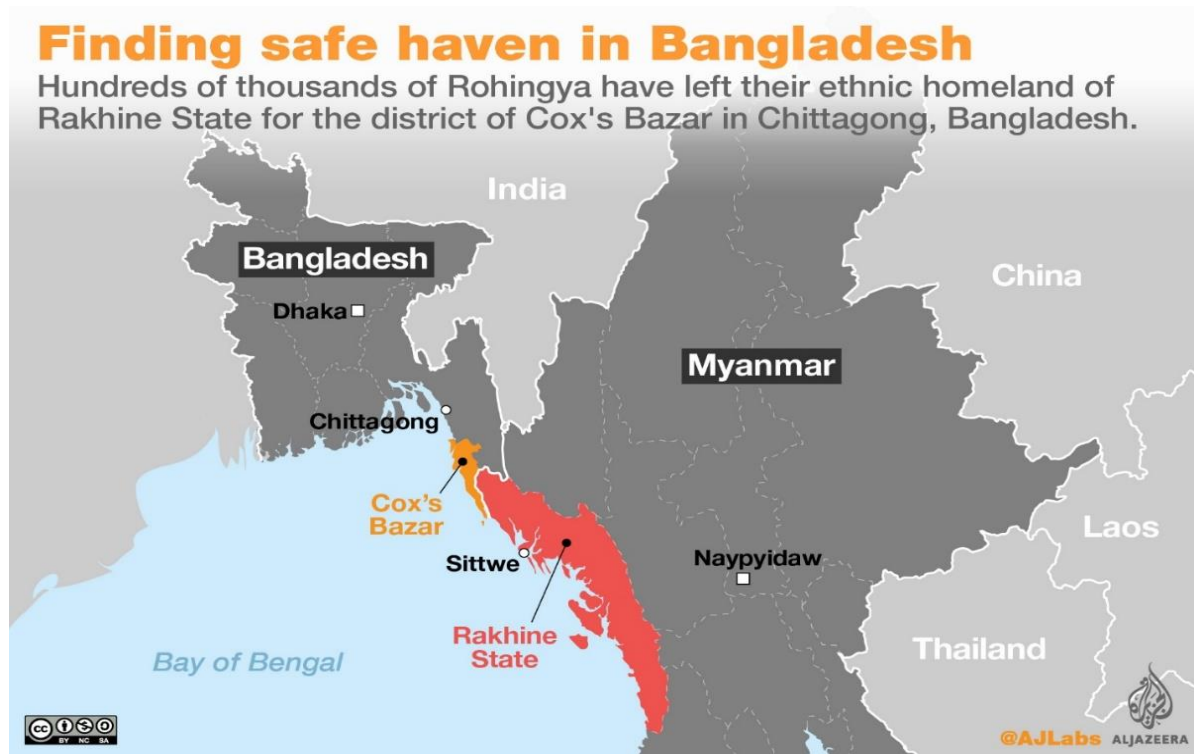 Finding safe haven in Bangladesh
Hundreds of thousands of Rohingya have left their ethnic homeland of
Rakhine State for the district of Cox's Bazar in Chittagong, Bangladesh.
India
Bangladesh
China
Dhaka
Myanmar
Chittagong
Cox's
Bazar
Laos
Sittwe
Naypyidaw
Rakhine
State
Thailand
Bay of Bengal
cc BY NC SA
@AJLabs ALJAZEERA